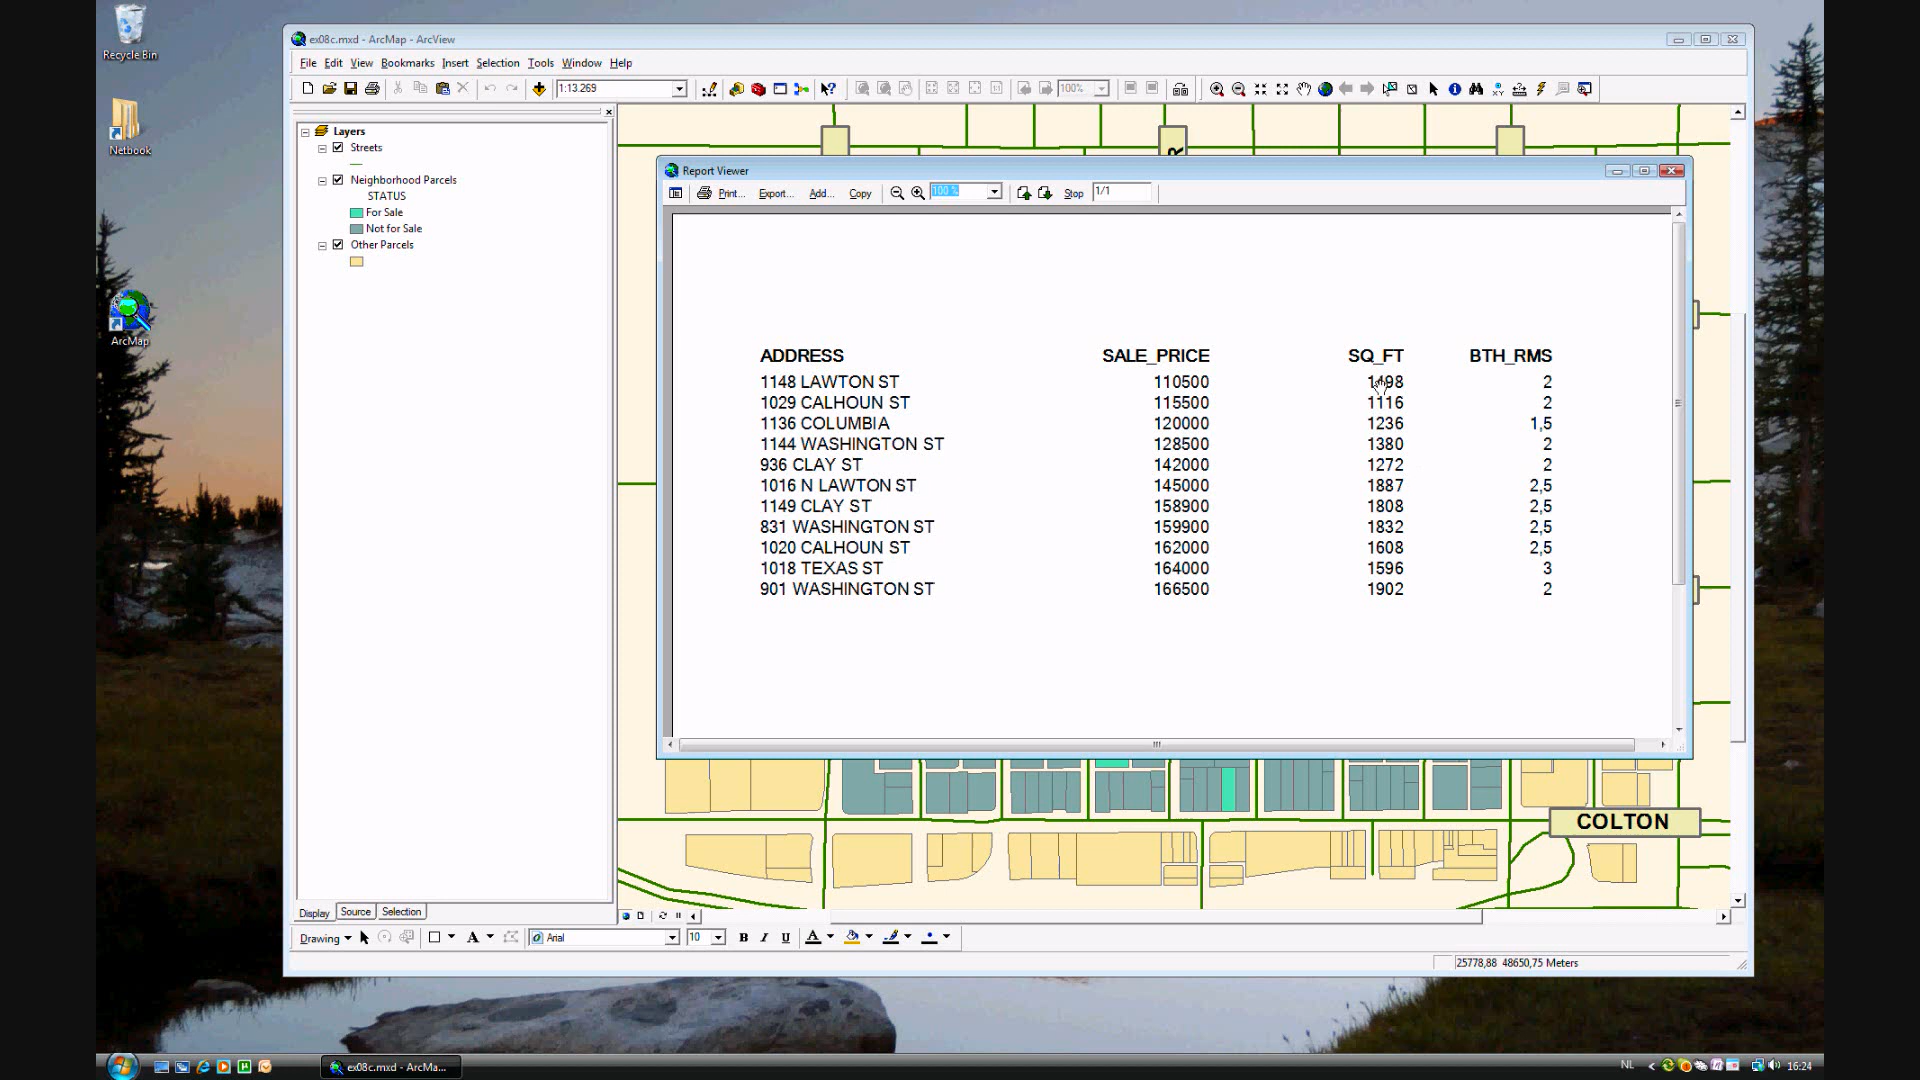 Recycle Bin
Netbook
ArcMap
ex08c.mxd - ArcMap - ArcView
File Edit View Bookmarks Insert Selection Tools Window Help
1:13.269
100%
Layers
Streets
Neighborhood Parcels
STATUS
For Sale
Not for Sale
Other Parcels
R
Report Viewer
Print... Export... Add... Copy 100 % Stop 1/1
ADDRESS SALE_PRICE SQ_FT BTH_RMS
1148 LAWTON ST 110500 1498 2
1029 CALHOUN ST 115500 1116 2
1136 COLUMBIA 120000 1236 1,5
1144 WASHINGTON ST 128500 1380 2
936 CLAY ST 142000 1272 2
1016 N LAWTON ST 145000 1887 2,5
1149 CLAY ST 158900 1808 2,5
831 WASHINGTON ST 159900 1832 2,5
1020 CALHOUN ST 162000 1608 2,5
1018 TEXAS ST 164000 1596 3
901 WASHINGTON ST 166500 1902 2
COLTON
Display Source Selection
Drawing A Arial 10 B I U A
25778,88 48650,75 Meters
ex08c.mxd - ArcMa...
NL 16:24